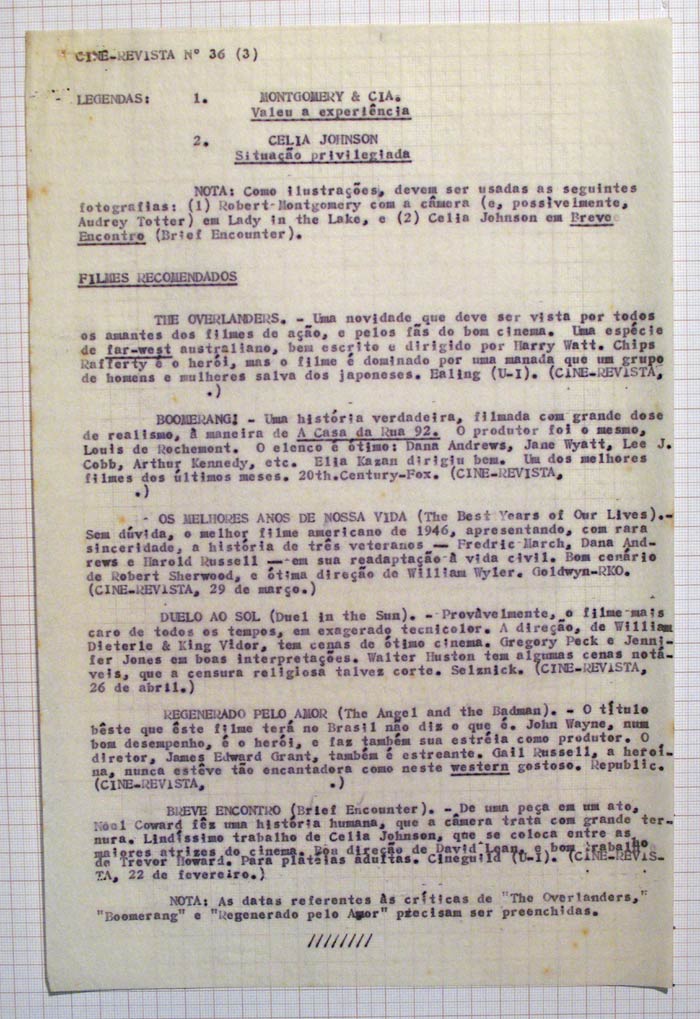 CINE-REVISTA Nº 36 (3)
LEGENDAS: 1. MONTGOMERY & CIA.
Valeu a experiência
2. CELIA JOHNSON
Situação privilegiada
NOTA: Como ilustrações, devem ser usadas as seguintes
fotografias: (1) Robert Montgomery com a câmera (e, possivelmente,
Audrey Totter) em Lady in the Lake, e (2) Celia Johnson em Breve
Encontro (Brief Encounter).
FILMES RECOMENDADOS
THE OVERLANDERS. - Uma novidade que deve ser vista por todos
os amantes dos filmes de ação, e pelos fãs do bom cinema. Uma espécie
de far-west australiano, bem escrito e dirigido por Harry Watt. Chips
Rafferty é o herói, mas o filme é dominado por uma manada que um grupo
de homens e mulheres salva dos japoneses. Ealing (U-I). (CINE-REVISTA,
.)
BOOMERANG! - Uma história verdadeira, filmada com grande dose
de realismo, à maneira de A Casa da Rua 92. O produtor foi o mesmo,
Louis de Rochemont. O elenco é ótimo: Dana Andrews, Jane Wyatt, Lee J.
Cobb, Arthur Kennedy, etc. Elia Kazan dirigiu bem. Um dos melhores
filmes dos últimos meses. 20th.Century-Fox. (CINE-REVISTA,
.)
- OS MELHORES ANOS DE NOSSA VIDA (The Best Years of Our Lives).-
Sem dúvida, o melhor filme americano de 1946, apresentando, com rara
sinceridade, a história de três veteranos — Fredric March, Dana And-
rews e Harold Russell — em sua readaptação à vida civil. Bom cenário
de Robert Sherwood, e ótima direção de William Wyler. Goldwyn-RKO.
(CINE-REVISTA, 29 de março.)
DUELO AO SOL (Duel in the Sun). - Provàvelmente, o filme mais
caro de todos os tempos, em exagerado tecnicolor. A direção, de William
Dieterle & King Vidor, tem cenas de ótimo cinema. Gregory Peck e Jenni-
fer Jones em boas interpretações. Walter Huston tem algumas cenas notá-
veis, que a censura religiosa talvez corte. Selznick. (CINE-REVISTA,
26 de abril.)
REGENERADO PELO AMOR (The Angel and the Badman). - O título
bêste que êste filme terá no Brasil não diz o que é. John Wayne, num
bom desempenho, é o herói, e faz também sua estréia como produtor. O
diretor, James Edward Grant, também é estreante. Gail Russell, a heroí-
na, nunca estêve tão encantadora como neste western gostoso. Republic.
(CINE-REVISTA, .)
BREVE ENCONTRO (Brief Encounter). - De uma peça em um ato,
Noel Coward fêz uma história humana, que a câmera trata com grande ter-
nura. Lindíssimo trabalho de Celia Johnson, que se coloca entre as
maiores atrizes do cinema. Boa direção de David Lean, e bom trabalho
de Trevor Howard. Para platéias adultas. Cineguild (U-I). (CINE-REVIS-
TA, 22 de fevereiro.)
NOTA: As datas referentes às críticas de "The Overlanders,"
"Boomerang" e "Regenerado pelo Amor" precisam ser preenchidas.
////////